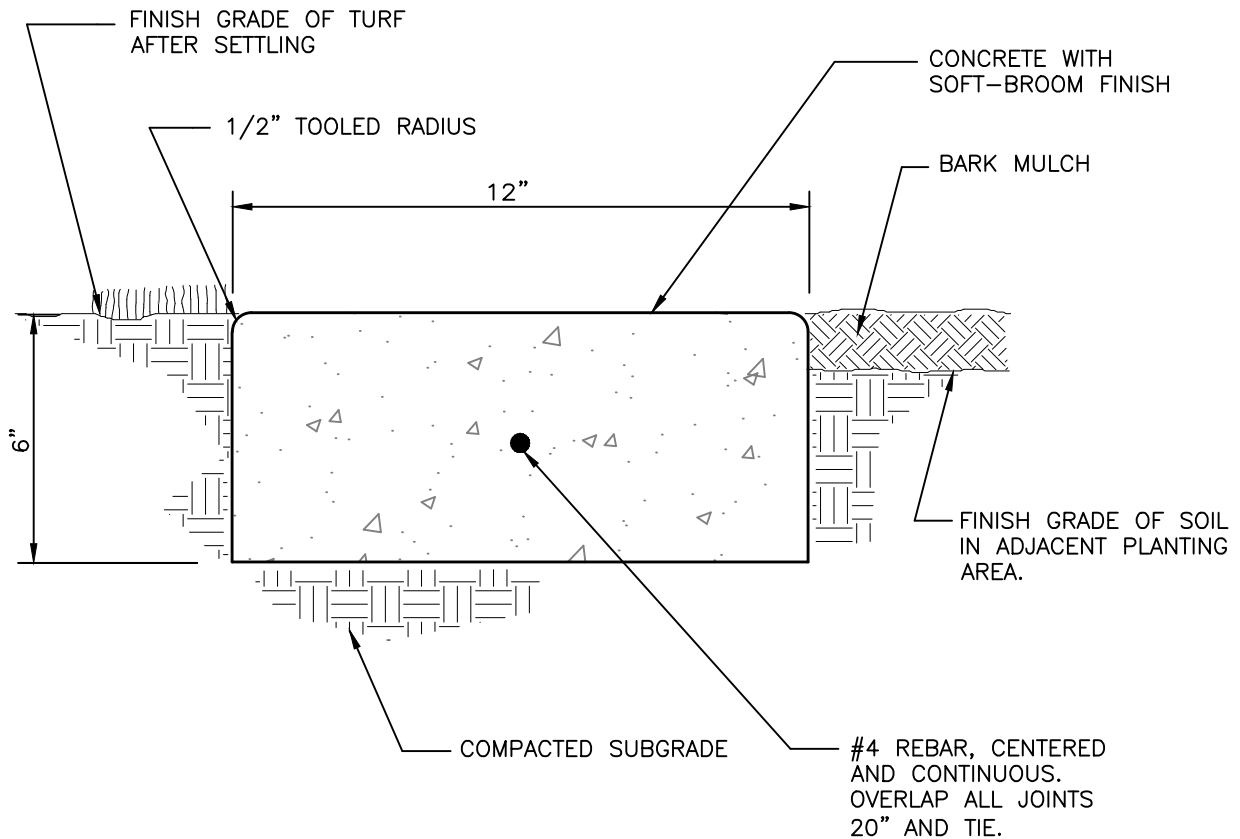 FINISH GRADE OF TURF
AFTER SETTLING
CONCRETE WITH
SOFT-BROOM FINISH
1/2" TOOLED RADIUS
BARK MULCH
12"
6"
FINISH GRADE OF SOIL
IN ADJACENT PLANTING
AREA.
COMPACTED SUBGRADE
#4 REBAR, CENTERED
AND CONTINUOUS.
OVERLAP ALL JOINTS
20" AND TIE.